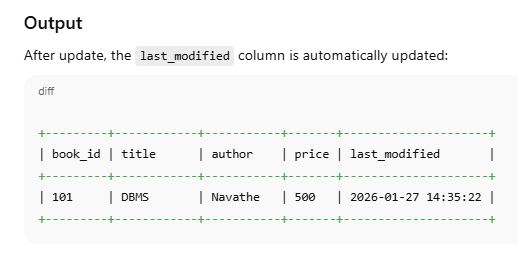 Output
After update, the last_modified column is automatically updated:
diff
+---------+-----------+----------+-------+---------------------+
| book_id | title     | author   | price | last_modified       |
+---------+-----------+----------+-------+---------------------+
| 101     | DBMS      | Navathe  | 500   | 2026-01-27 14:35:22 |
+---------+-----------+----------+-------+---------------------+